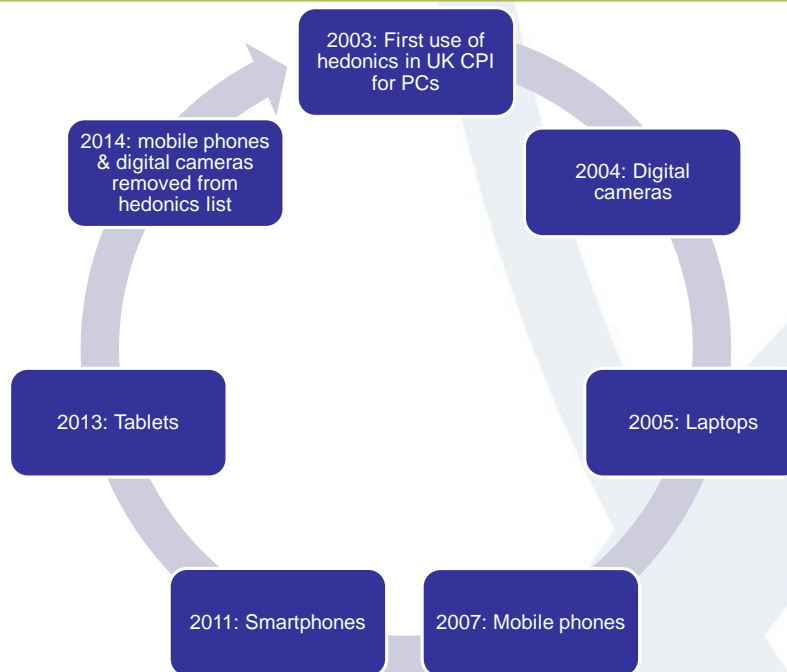 2003: First use of
hedonics in UK CPI
for PCs
2004: Digital
cameras
2005: Laptops
2007: Mobile phones
2011: Smartphones
2013: Tablets
2014: mobile phones
& digital cameras
removed from
hedonics list